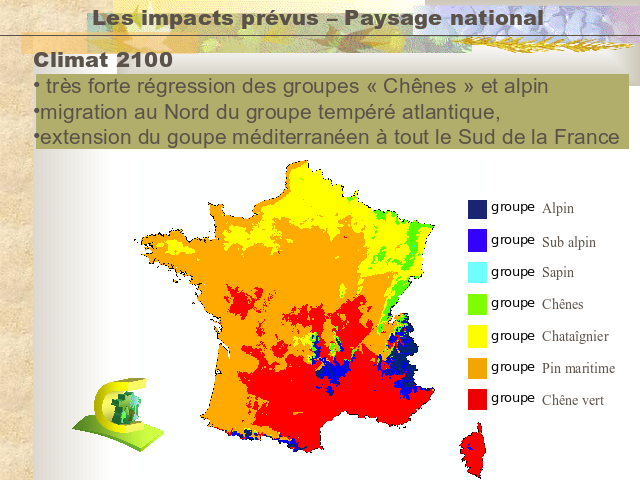 Les impacts prévus – Paysage national
Climat 2100
• très forte régression des groupes « Chênes » et alpin
•migration au Nord du groupe tempéré atlantique,
•extension du goupe méditerranéen à tout le Sud de la France
groupe Alpin
groupe Sub alpin
groupe Sapin
groupe Chênes
groupe Chataîgnier
groupe Pin maritime
groupe Chêne vert